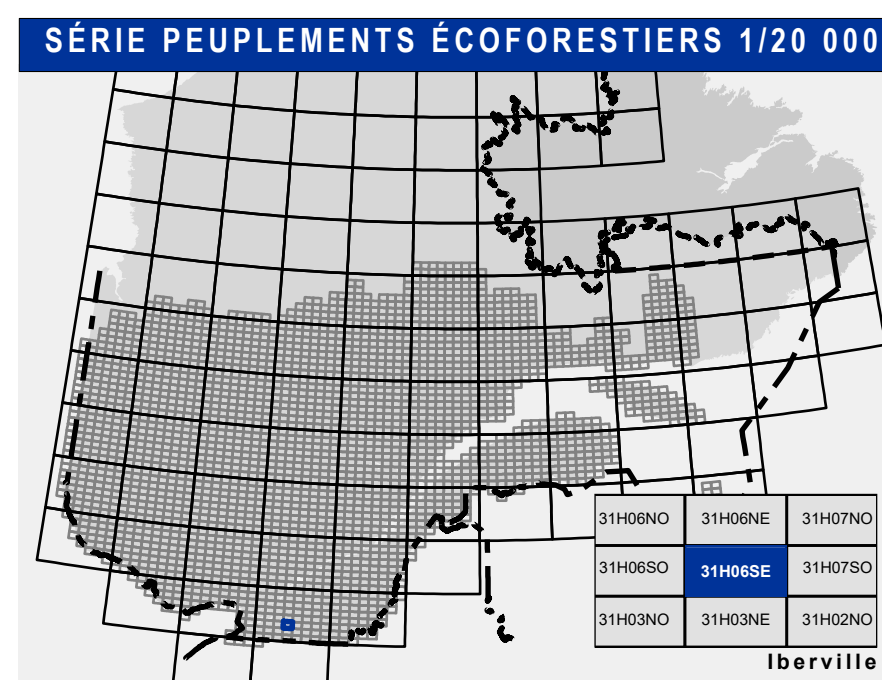 SÉRIE PEUPLEMENTS ÉCOFORESTIERS 1/20 000
31H06NO 31H06NE 31H07NO
31H06SO 31H06SE 31H07SO
31H03NO 31H03NE 31H02NO
Iberville